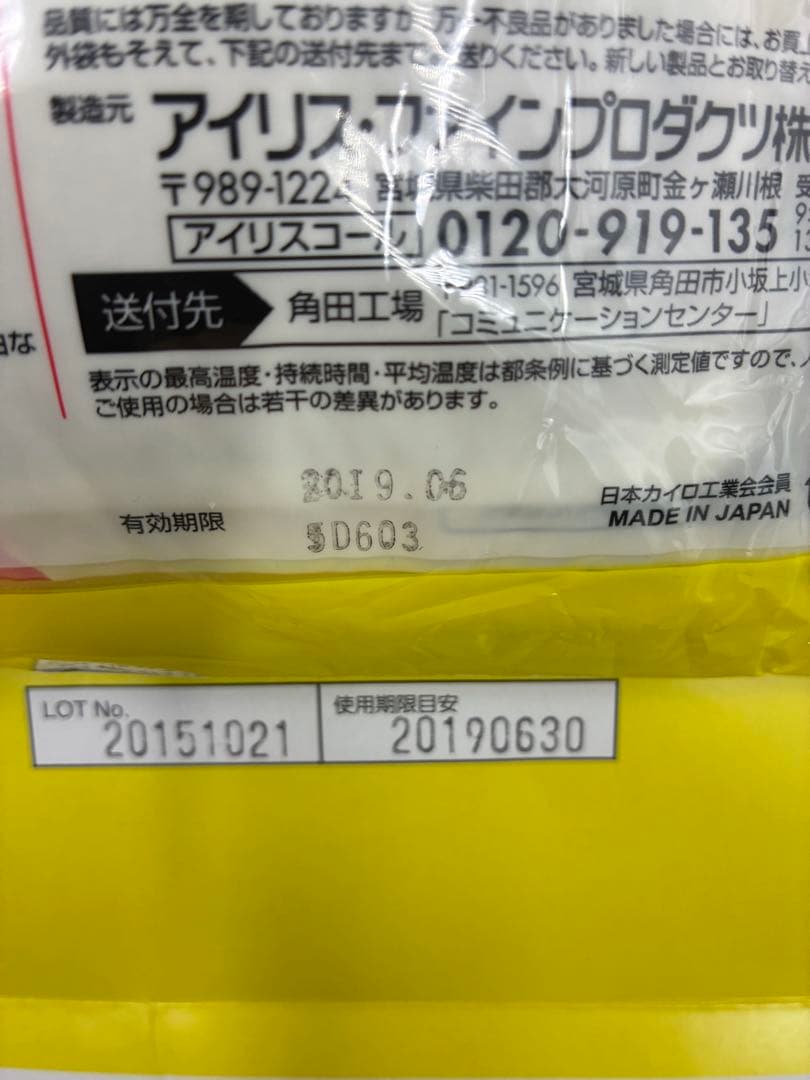 品質には万全を期しておりますが、万一不良品がありました場合には、お買
外袋もそえて、下記の送付先まで、お送りください。新しい製品とお取り替え
製造元 アイリス・ファインプロダクツ株
〒989-1224 宮城県柴田郡大河原町金ヶ瀬川根 受
アイリスコール 0120-919-135
送付先 角田工場 1596 宮城県角田市小坂上小
「コミュニケーションセンター」
な
表示の最高温度・持続時間・平均温度は都条例に基づく測定値ですので、
ご使用の場合は若干の差異があります。
2019.06
有効期限
5D603
日本カイロ工業会会員
MADE IN JAPAN
LOT No. 20151021
使用期限目安 20190630